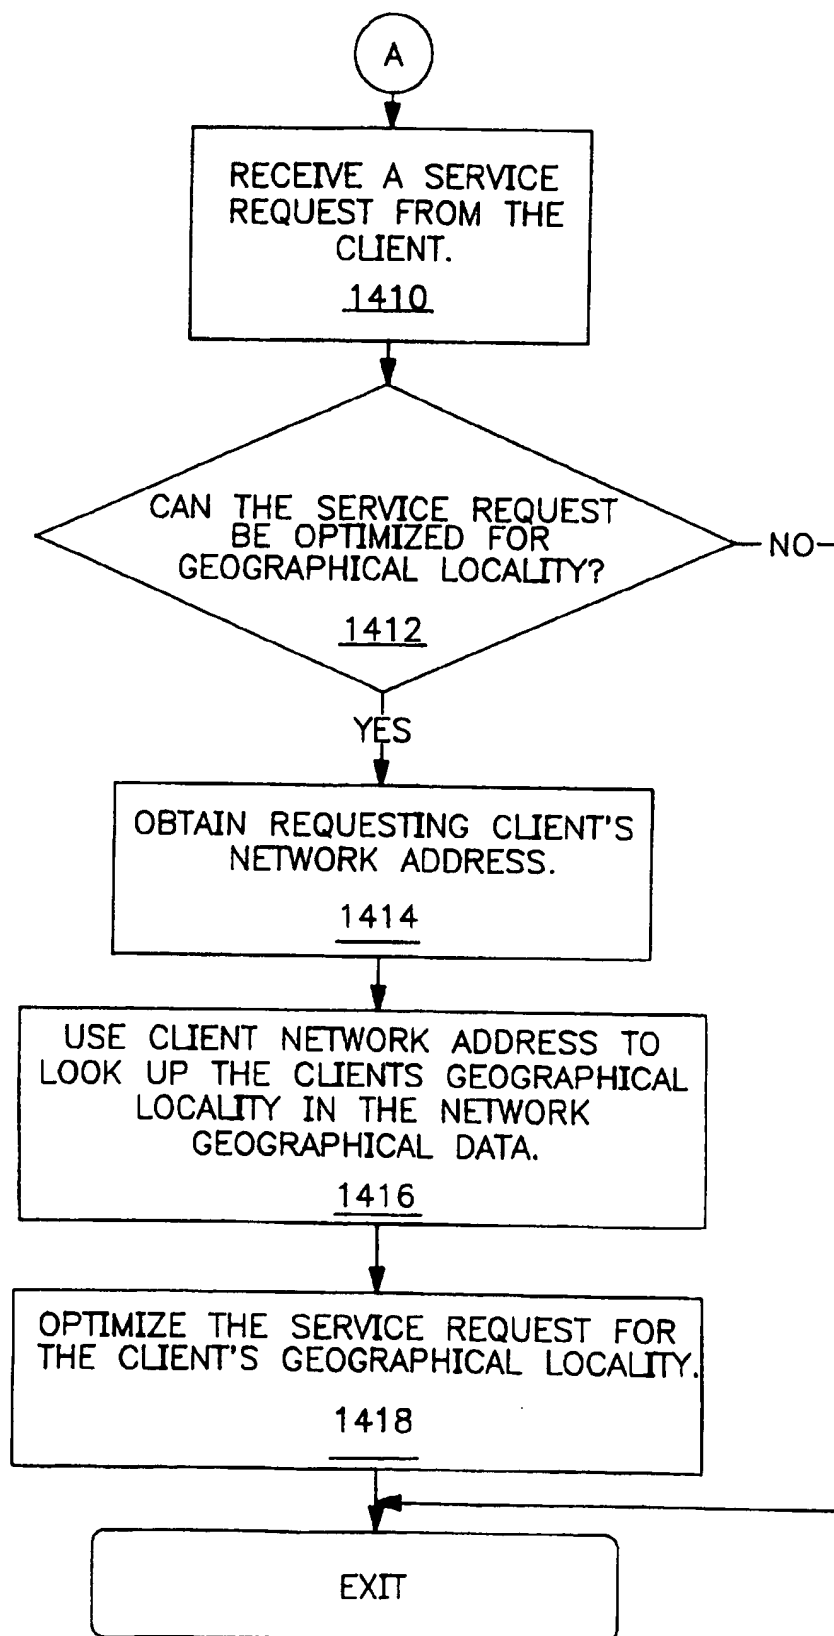 A
RECEIVE A SERVICE
REQUEST FROM THE
CLIENT.
1410
CAN THE SERVICE REQUEST
BE OPTIMIZED FOR
GEOGRAPHICAL LOCALITY?
1412
NO
YES
OBTAIN REQUESTING CLIENT'S
NETWORK ADDRESS.
1414
USE CLIENT NETWORK ADDRESS TO
LOOK UP THE CLIENTS GEOGRAPHICAL
LOCALITY IN THE NETWORK
GEOGRAPHICAL DATA.
1416
OPTIMIZE THE SERVICE REQUEST FOR
THE CLIENT'S GEOGRAPHICAL LOCALITY.
1418
EXIT